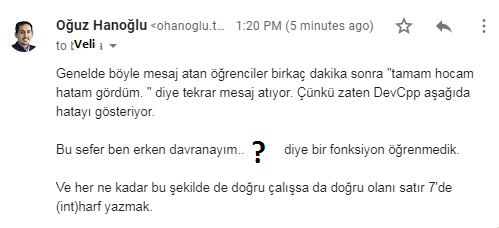 Oğuz Hanoğlu <ohanoglu.t... 1:20 PM (5 minutes ago)
to Veli
Genelde böyle mesaj atan öğrenciler birkaç dakika sonra "tamam hocam
hatam gördüm. " diye tekrar mesaj atıyor. Çünkü zaten DevCpp aşağıda
hatayı gösteriyor.
Bu sefer ben erken davranayım.. ? diye bir fonksiyon öğrenmedik.
Ve her ne kadar bu şekilde de doğru çalışsa da doğru olanı satır 7'de
(int)harf yazmak.